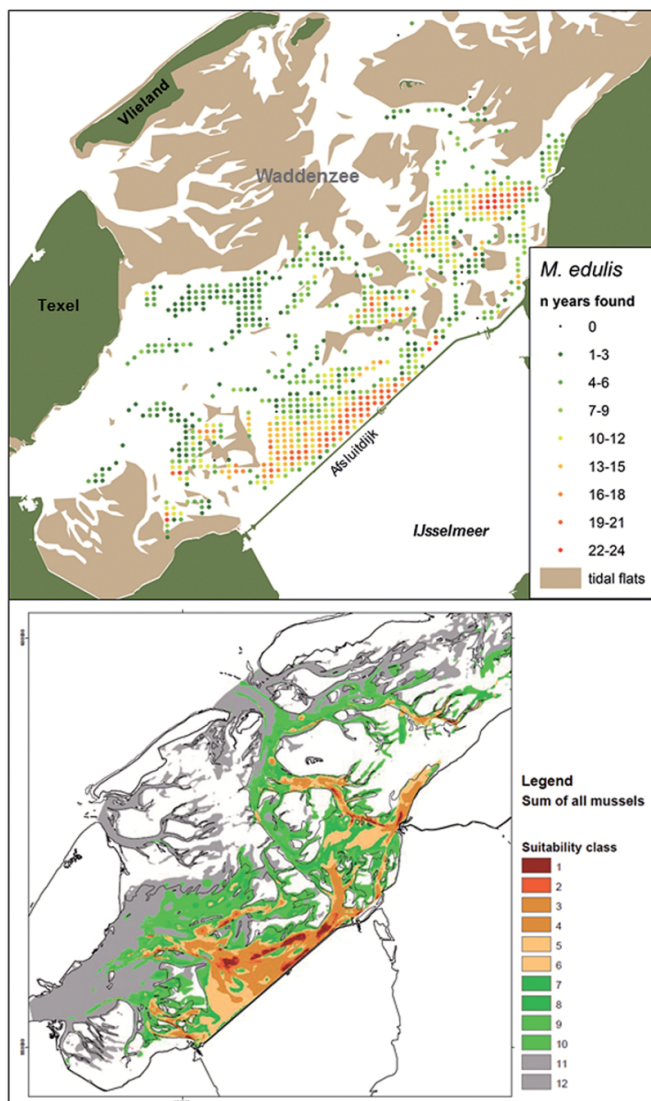 Vlieland
Waddenzee
Texel
Afsluitdijk
IJsselmeer
M. edulis
n years found
0
1-3
4-6
7-9
10-12
13-15
16-18
19-21
22-24
tidal flats
Legend
Sum of all mussels
Suitability class
1
2
3
4
5
6
7
8
9
10
11
12